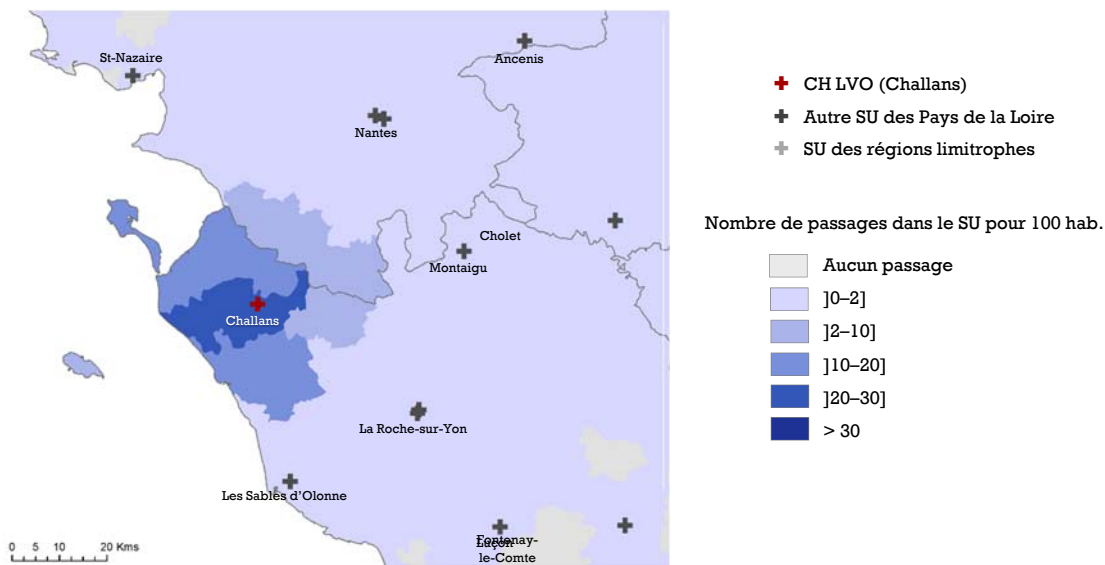 St-Nazaire
Ancenis
Nantes
Cholet
Montaigu
Challans
La Roche-sur-Yon
Les Sables d'Olonne
Luçon
Fontenay-
le-Comte
0 5 10 20 Kms
CH LVO (Challans)
Autre SU des Pays de la Loire
SU des régions limitrophes
Nombre de passages dans le SU pour 100 hab.
Aucun passage
]0–2]
]2–10]
]10–20]
]20–30]
> 30